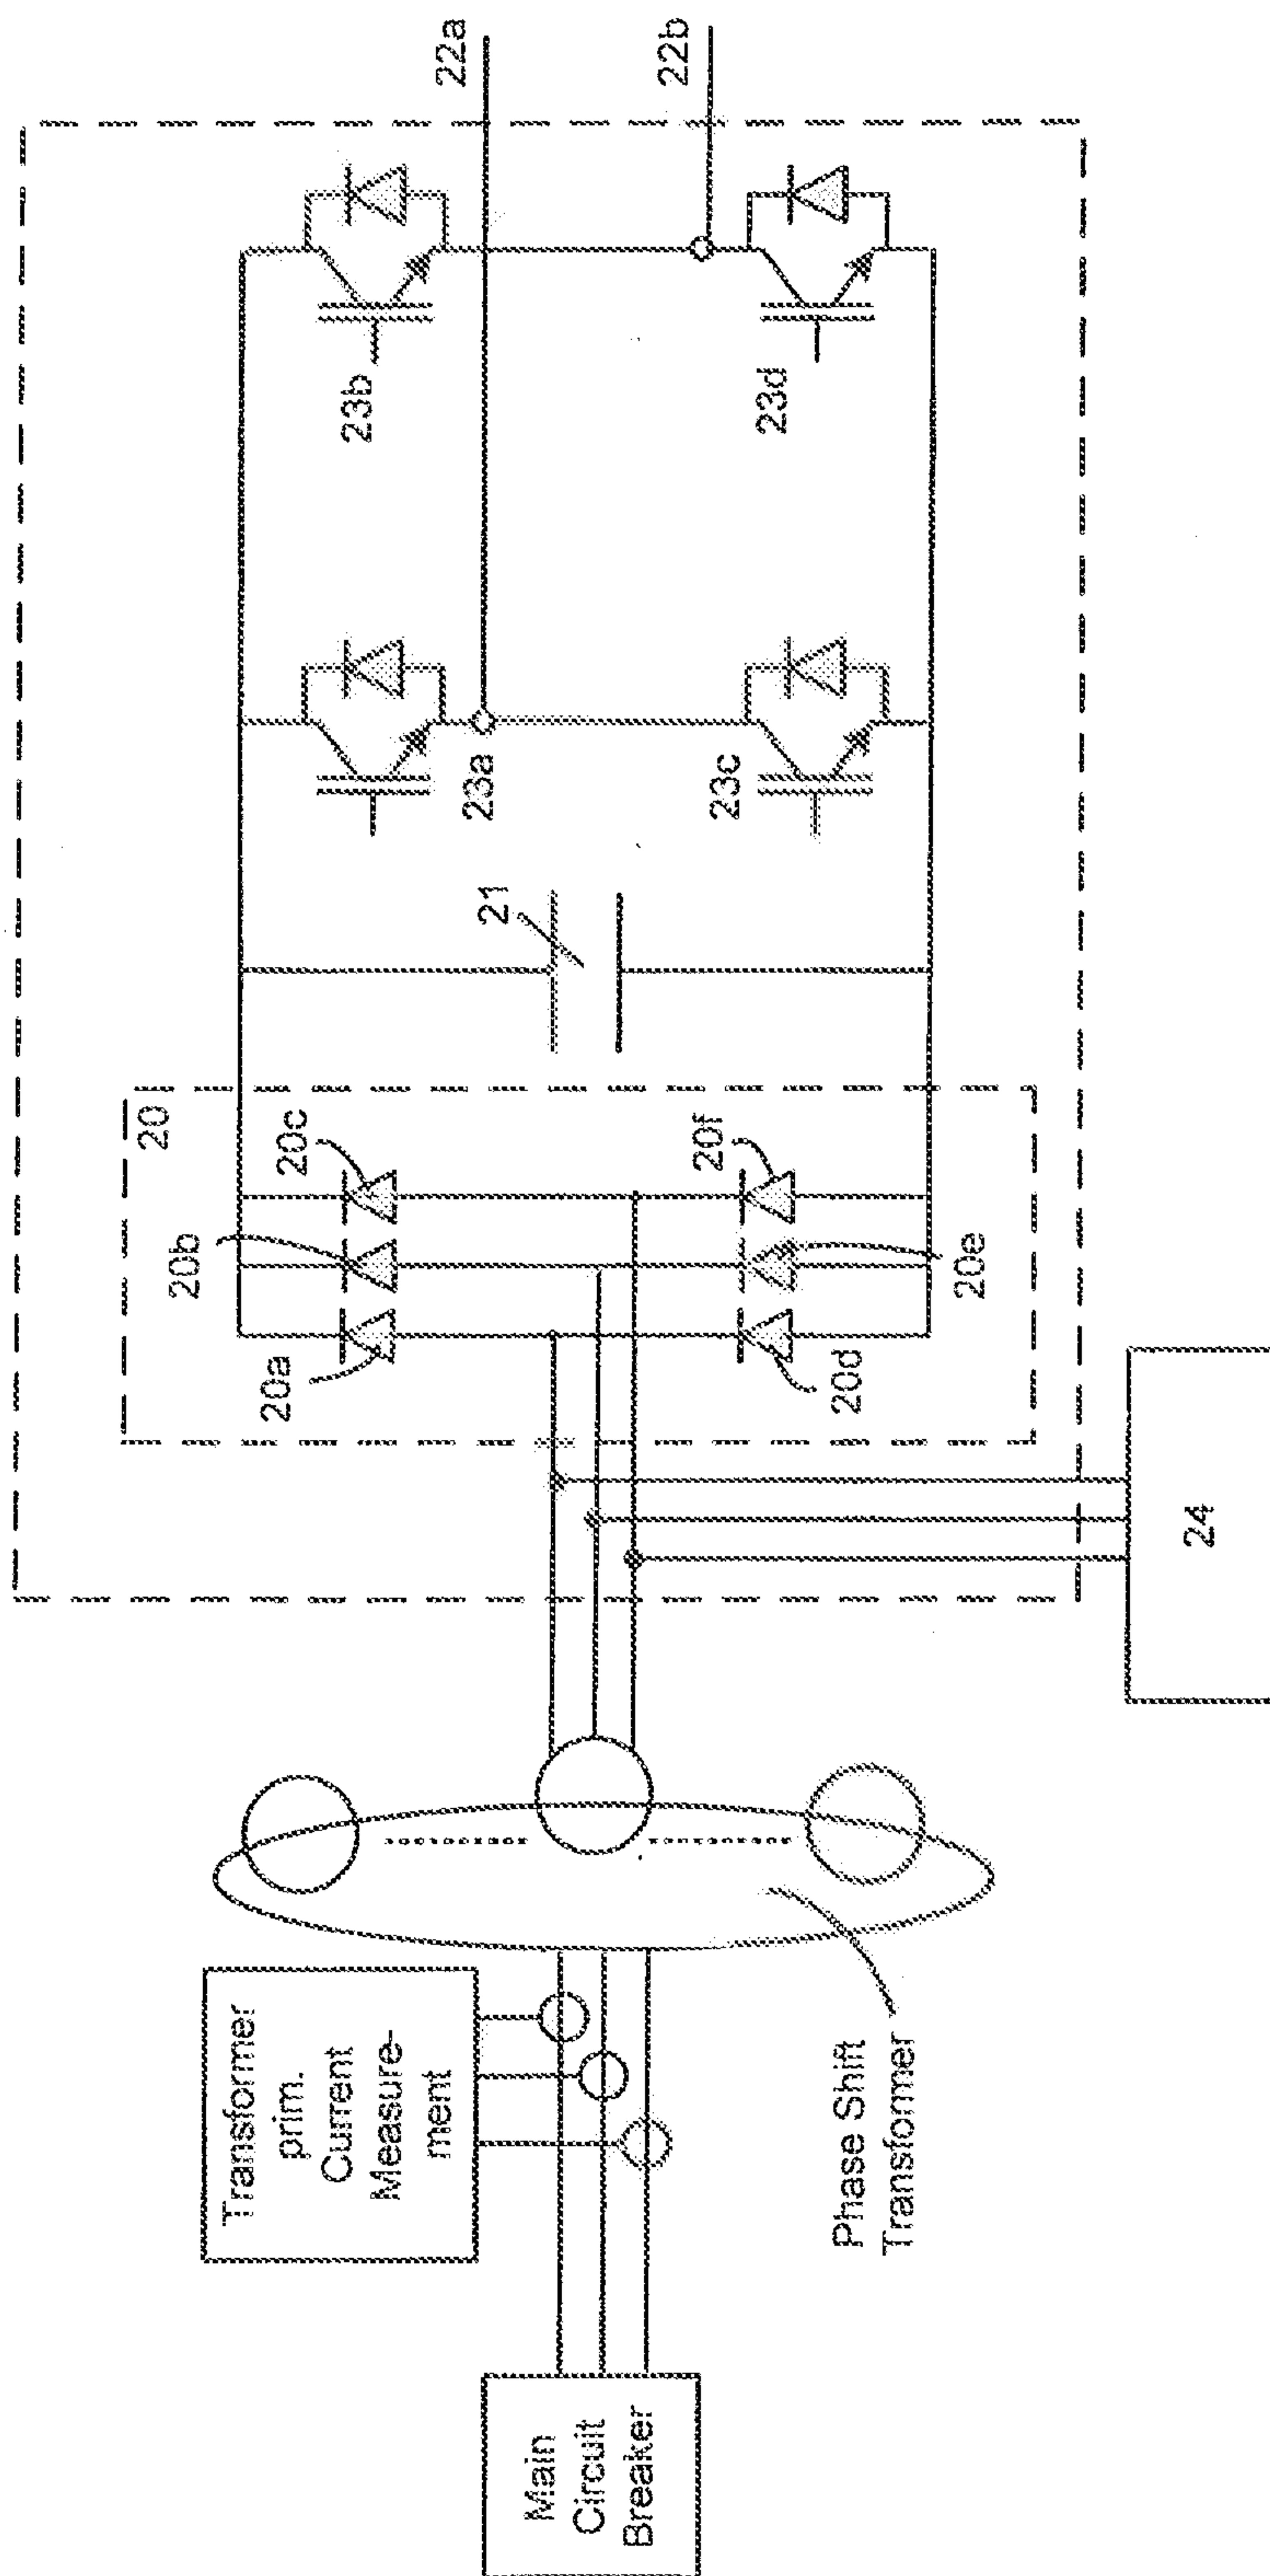 Main
Circuit
Breaker
Transformer
prim.
Current
Measure-
ment
Phase Shift
Transformer
20
20a
20b
20c
20d
20e
20f
21
23a
23b
23c
23d
22a
22b
24